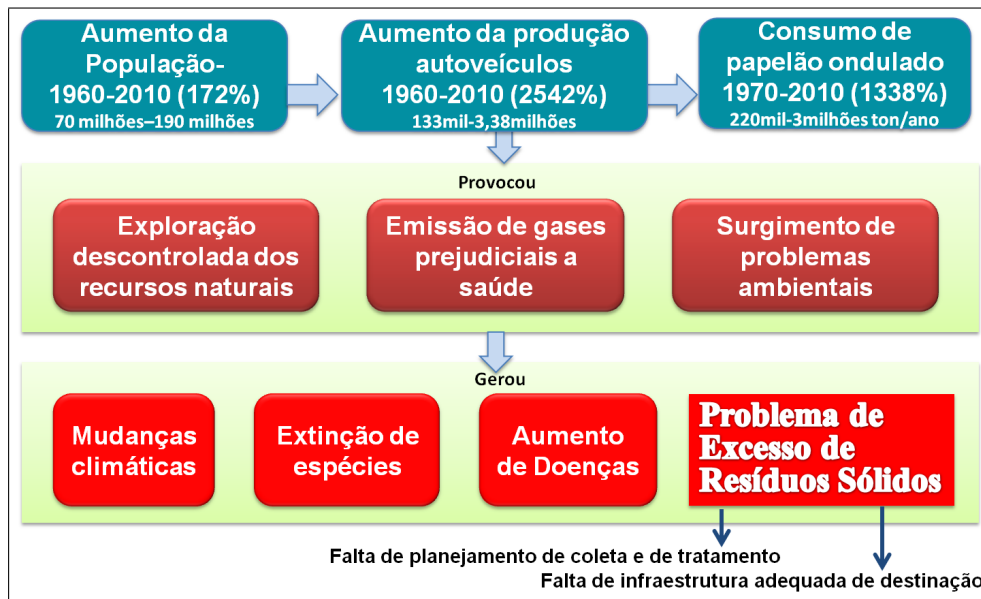 Aumento da
População-
1960-2010 (172%)
70 milhões–190 milhões
Aumento da produção
autoveículos
1960-2010 (2542%)
133mil-3,38milhões
Consumo de
papelão ondulado
1970-2010 (1338%)
220mil-3milhões ton/ano
Provocou
Exploração
descontrolada dos
recursos naturais
Emissão de gases
prejudiciais a
saúde
Surgimento de
problemas
ambientais
Gerou
Mudanças
climáticas
Extinção de
espécies
Aumento
de Doenças
Problema de
Excesso de
Resíduos Sólidos
Falta de planejamento de coleta e de tratamento
Falta de infraestrutura adequada de destinação